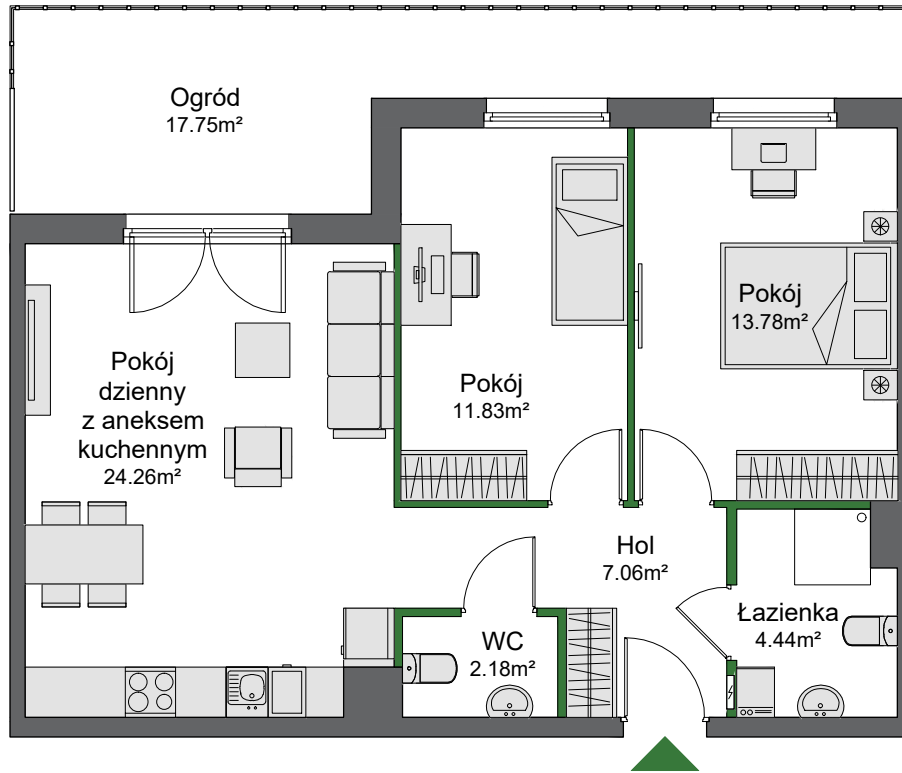 Ogród
17.75m²
Pokój
dzienny
z aneksem
kuchennym
24.26m²
Pokój
11.83m²
Pokój
13.78m²
Hol
7.06m²
WC
2.18m²
Łazienka
4.44m²